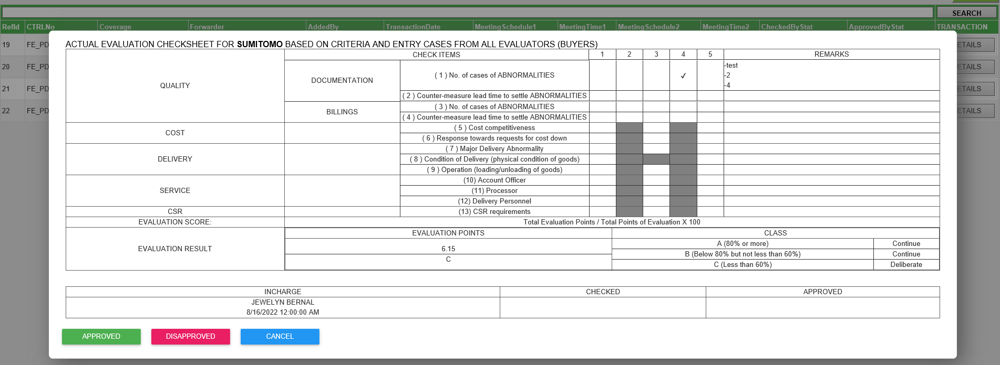 SEARCH
RefId CTRLNo Coverage Forwarder AddedBy TransactionDate MeetingSchedule1 MeetingTime1 MeetingSchedule2 MeetingTime2 CheckedByStat ApprovedByStat TRANSACTION
ACTUAL EVALUATION CHECKSHEET FOR SUMITOMO BASED ON CRITERIA AND ENTRY CASES FROM ALL EVALUATORS (BUYERS)
19 FE_PD ETAILS
20 FE_PD ETAILS
21 FE_PD ETAILS
22 FE_PD ETAILS
CHECK ITEMS 1 2 3 4 5 REMARKS
QUALITY
DOCUMENTATION
( 1 ) No. of cases of ABNORMALITIES ✓
-test
-2
-4
( 2 ) Counter-measure lead time to settle ABNORMALITIES
BILLINGS
( 3 ) No. of cases of ABNORMALITIES
( 4 ) Counter-measure lead time to settle ABNORMALITIES
COST
( 5 ) Cost competitiveness
( 6 ) Response towards requests for cost down
DELIVERY
( 7 ) Major Delivery Abnormality
( 8 ) Condition of Delivery (physical condition of goods)
( 9 ) Operation (loading/unloading of goods)
SERVICE
(10) Account Officer
(11) Processor
(12) Delivery Personnel
CSR (13) CSR requirements
EVALUATION SCORE: Total Evaluation Points / Total Points of Evaluation X 100
EVALUATION RESULT
EVALUATION POINTS CLASS
6.15
C
A (80% or more) Continue
B (Below 80% but not less than 60%) Continue
C (Less than 60%) Deliberate
INCHARGE CHECKED APPROVED
JEWELYN BERNAL
8/16/2022 12:00:00 AM
APPROVED DISAPPROVED CANCEL